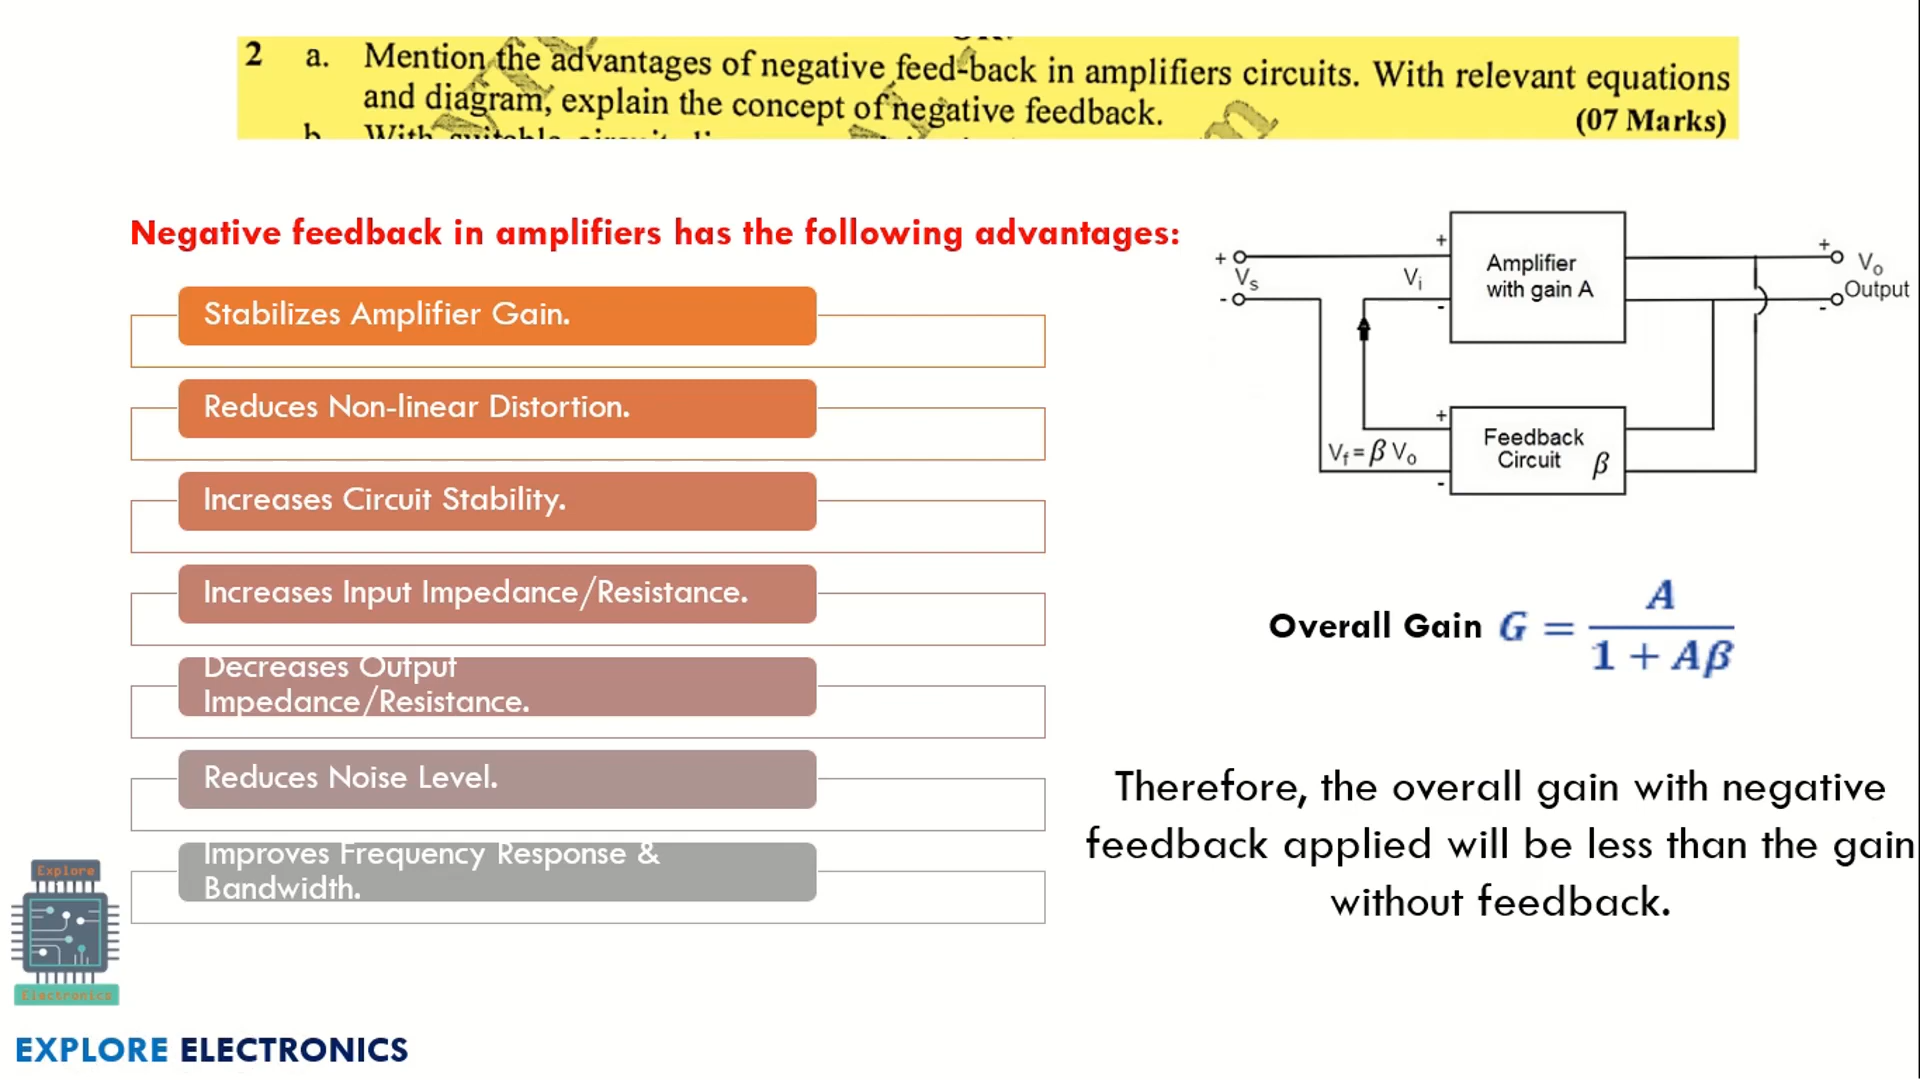 2 a. Mention the advantages of negative feed-back in amplifiers circuits. With relevant equations
and diagram, explain the concept of negative feedback.
(07 Marks)
Negative feedback in amplifiers has the following advantages:
Stabilizes Amplifier Gain.
Reduces Non-linear Distortion.
Increases Circuit Stability.
Increases Input Impedance/Resistance.
Decreases Output
Impedance/Resistance.
Reduces Noise Level.
Improves Frequency Response &
Bandwidth.
+ Vs -
+ Vi -
Amplifier
with gain A
+ Vo
Output
-
+
Feedback
Circuit β
Vf = β Vo
-
Overall Gain G = A / 1 + Aβ
Therefore, the overall gain with negative
feedback applied will be less than the gain
without feedback.
Explore
Electronics
EXPLORE ELECTRONICS